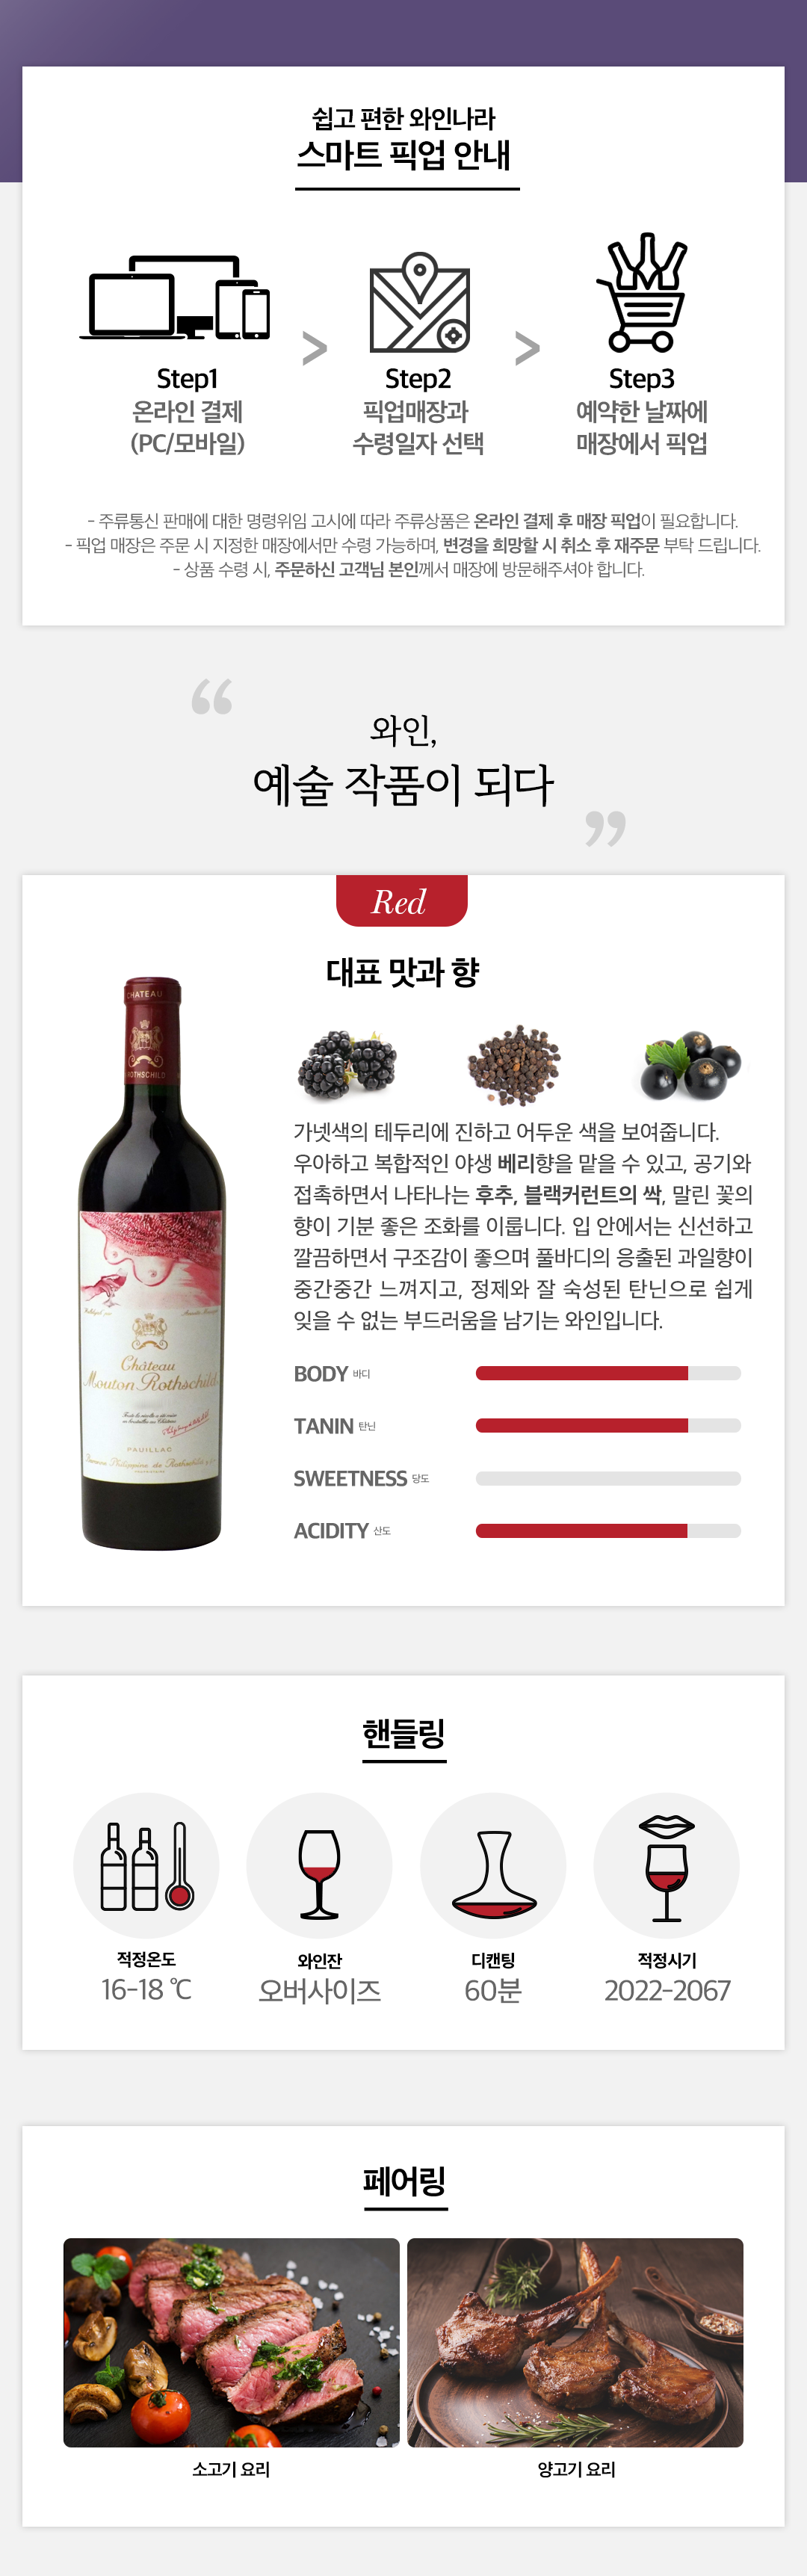 쉽고 편한 와인나라
스마트 픽업 안내
Step1
온라인 결제
(PC/모바일)
>
Step2
픽업매장과
수령일자 선택
>
Step3
예약한 날짜에
매장에서 픽업
- 주류통신 판매에 대한 명령위임 고시에 따라 주류상품은 온라인 결제 후 매장 픽업이 필요합니다.
- 픽업 매장은 주문 시 지정한 매장에서만 수령 가능하며, 변경을 희망할 시 취소 후 재주문 부탁 드립니다.
- 상품 수령 시, 주문하신 고객님 본인께서 매장에 방문해주셔야 합니다.
“
와인,
예술 작품이 되다
”
Red
대표 맛과 향
CHATEAU
ROTHSCHILD
Château
Mouton Rothschild
PAUILLAC
가넷색의 테두리에 진하고 어두운 색을 보여줍니다.
우아하고 복합적인 야생 베리향을 맡을 수 있고, 공기와
접촉하면서 나타나는 후추, 블랙커런트의 싹, 말린 꽃의
향이 기분 좋은 조화를 이룹니다. 입 안에서는 신선하고
깔끔하면서 구조감이 좋으며 풀바디의 응출된 과일향이
중간중간 느껴지고, 정제와 잘 숙성된 탄닌으로 쉽게
잊을 수 없는 부드러움을 남기는 와인입니다.
BODY 바디
TANIN 탄닌
SWEETNESS 당도
ACIDITY 산도
핸들링
적정온도
16-18 ℃
와인잔
오버사이즈
디캔팅
60분
적정시기
2022-2067
페어링
소고기 요리
양고기 요리